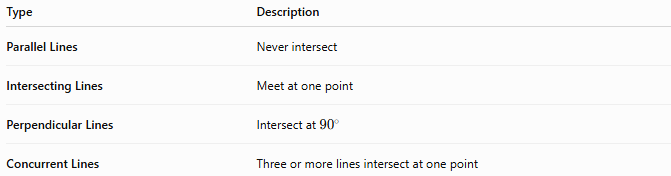 Type Description
Parallel Lines Never intersect
Intersecting Lines Meet at one point
Perpendicular Lines Intersect at 90°
Concurrent Lines Three or more lines intersect at one point